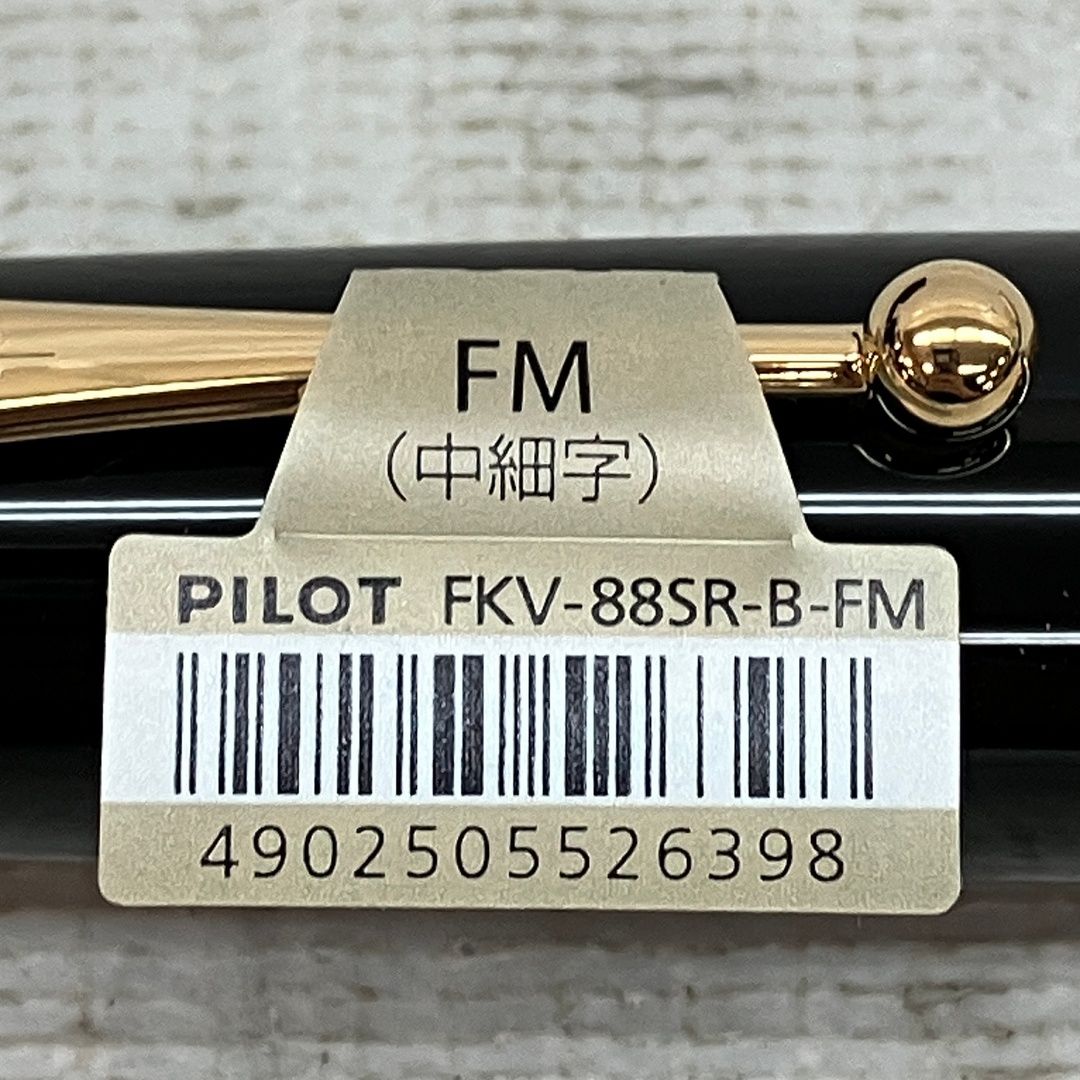 FM
(中細字)
PILOT FKV-88SR-B-FM
4902505526398